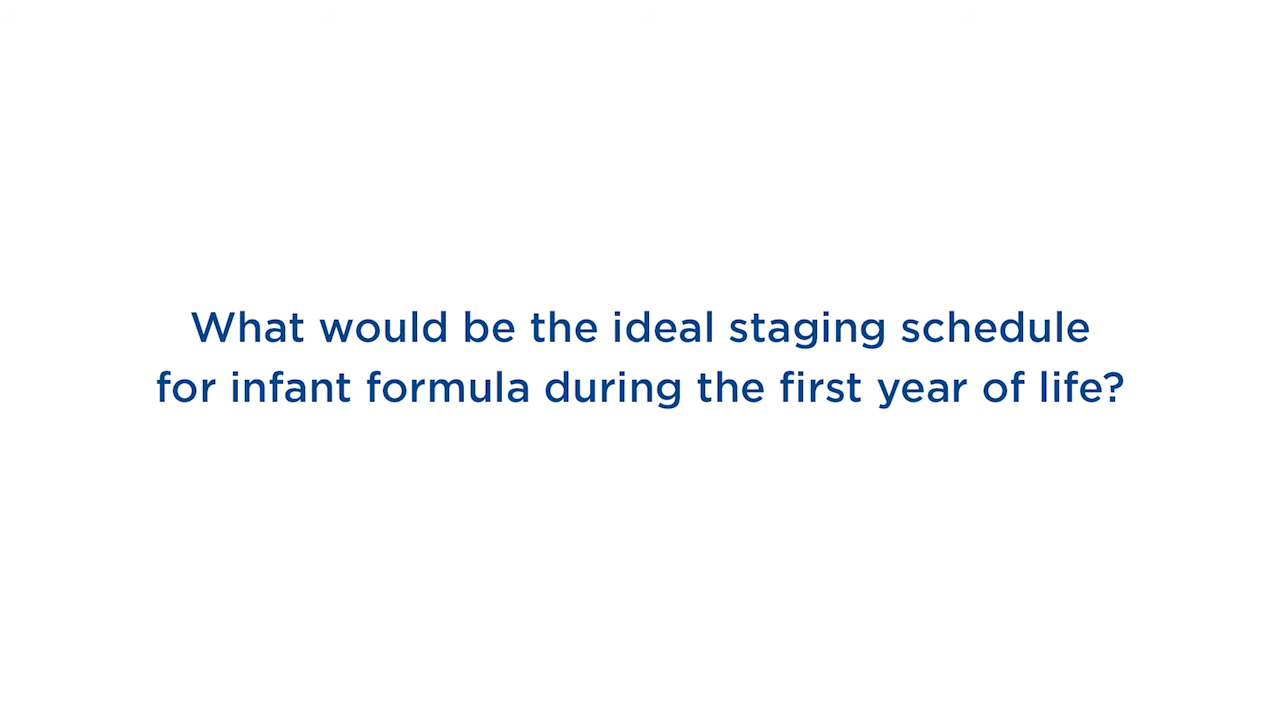 What would be the ideal staging schedule
for infant formula during the first year of life?